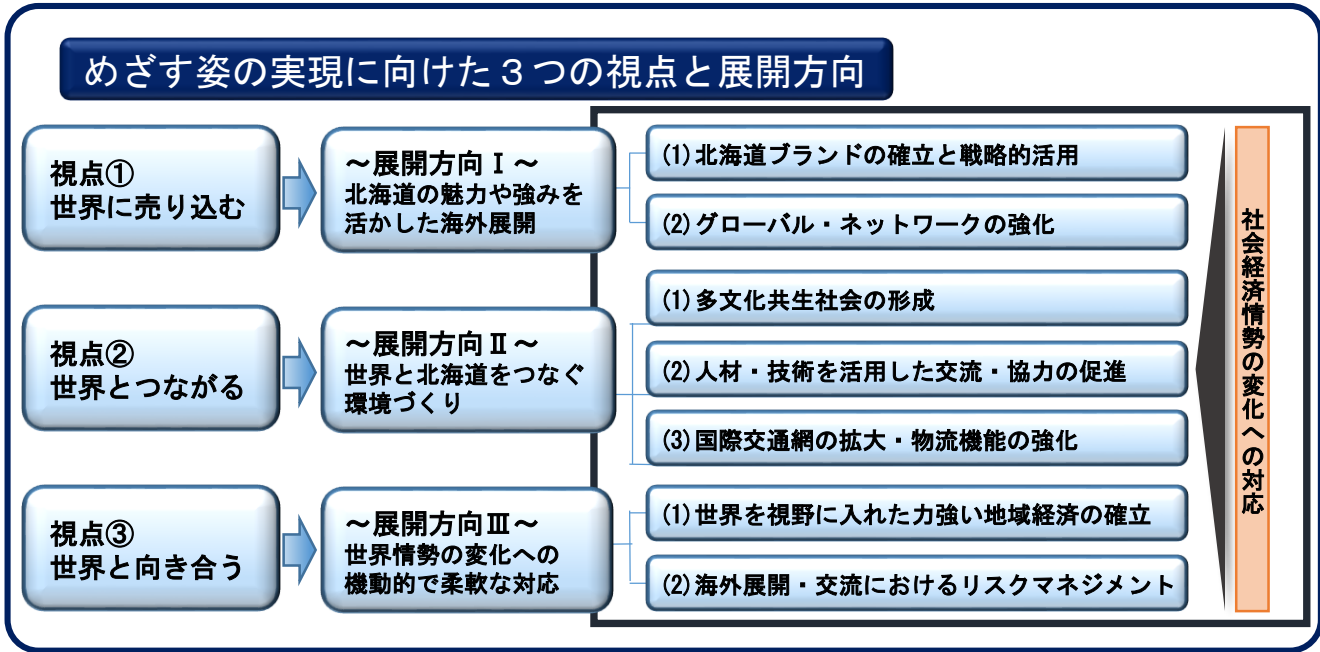 めざす姿の実現に向けた３つの視点と展開方向
視点①
世界に売り込む
～展開方向Ⅰ～
北海道の魅力や強みを
活かした海外展開
(1)北海道ブランドの確立と戦略的活用
(2)グローバル・ネットワークの強化
視点②
世界とつながる
～展開方向Ⅱ～
世界と北海道をつなぐ
環境づくり
(1)多文化共生社会の形成
(2)人材・技術を活用した交流・協力の促進
(3)国際交通網の拡大・物流機能の強化
視点③
世界と向き合う
～展開方向Ⅲ～
世界情勢の変化への
機動的で柔軟な対応
(1)世界を視野に入れた力強い地域経済の確立
(2)海外展開・交流におけるリスクマネジメント
社会経済情勢の変化への対応